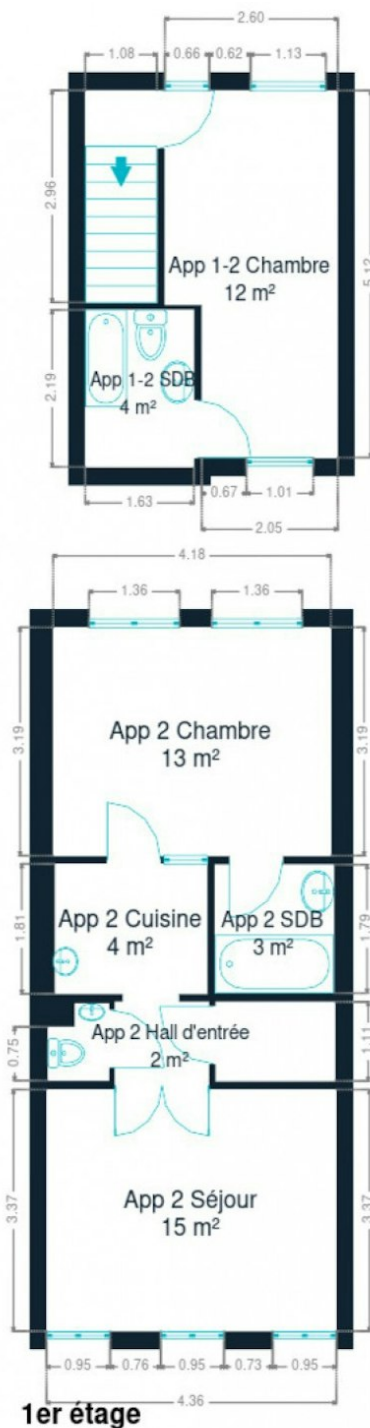 2.60
1.08 0.66 0.62 1.13
2.96
App 1-2 Chambre
12 m²
5.12
2.19
App 1-2 SDB
4 m²
1.63
0.67 1.01
2.05
4.18
1.36 1.36
3.19
App 2 Chambre
13 m²
3.19
1.81
App 2 Cuisine
4 m²
App 2 SDB
3 m²
1.79
0.75
App 2 Hall d'entrée
2 m²
1.11
3.37
App 2 Séjour
15 m²
3.37
0.95 0.76 0.95 0.73 0.95
4.36
1er étage